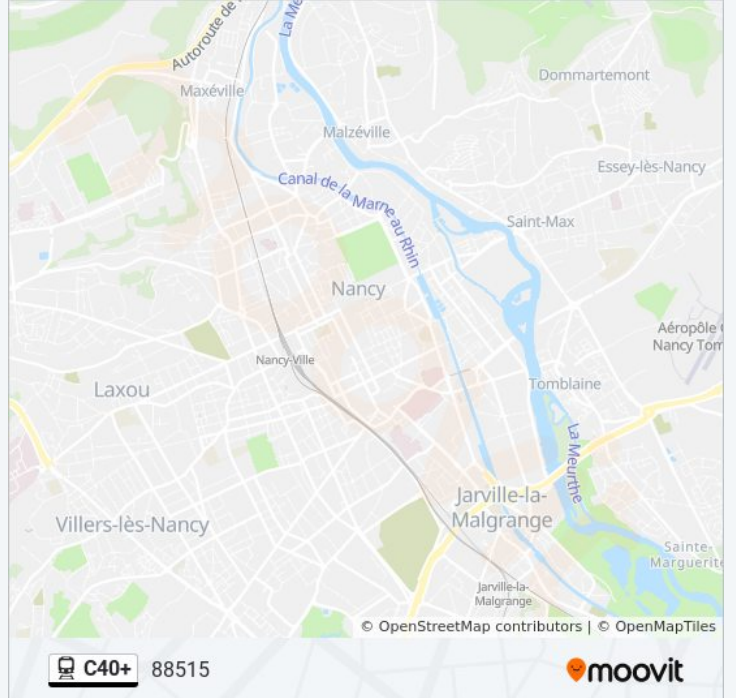 La Me
Autoroute de
Maxéville
Dommartemont
Malzéville
Essey-lès-Nancy
Canal de la Marne au Rhin
Saint-Max
Nancy
Aéropôle
Nancy Tom
Nancy-Ville
Laxou
Tomblaine
La Meurthe
Jarville-la-
Malgrange
Villers-lès-Nancy
Sainte-
Marguerite
Jarville-la-
Malgrange
© OpenStreetMap contributors | © OpenMapTiles
C40+ 88515
moovit